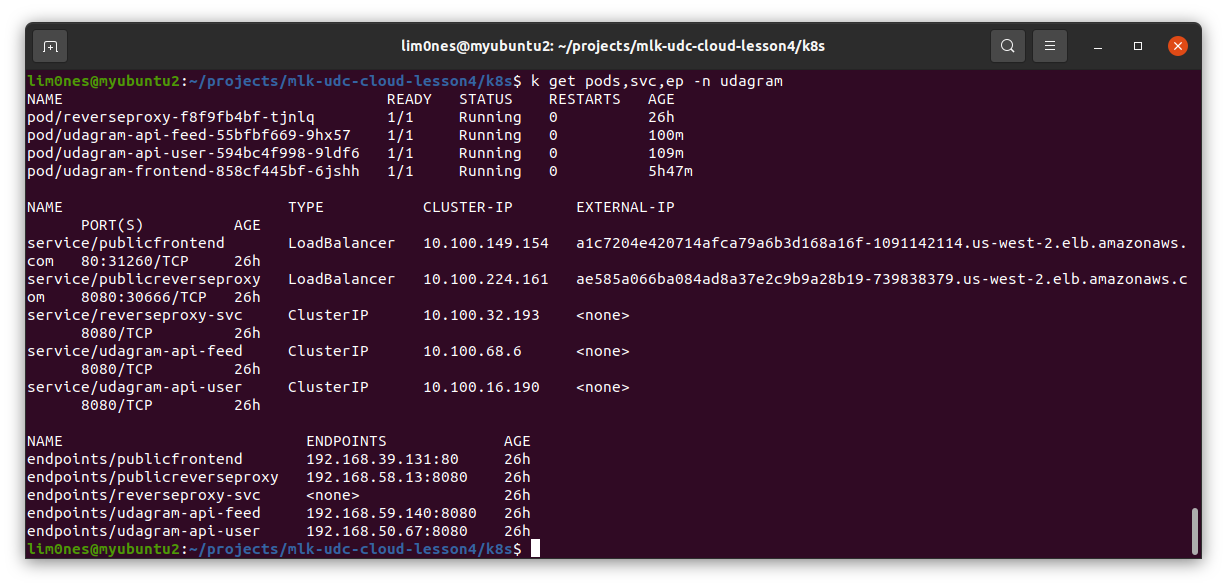 lim0nes@myubuntu2: ~/projects/mlk-udc-cloud-lesson4/k8s
lim0nes@myubuntu2:~/projects/mlk-udc-cloud-lesson4/k8s$ k get pods,svc,ep -n udagram
NAME READY STATUS RESTARTS AGE
pod/reverseproxy-f8f9fb4bf-tjnlq 1/1 Running 0 26h
pod/udagram-api-feed-55bfbf669-9hx57 1/1 Running 0 100m
pod/udagram-api-user-594bc4f998-9ldf6 1/1 Running 0 109m
pod/udagram-frontend-858cf445bf-6jshh 1/1 Running 0 5h47m
NAME TYPE CLUSTER-IP EXTERNAL-IP
PORT(S) AGE
service/publicfrontend LoadBalancer 10.100.149.154 a1c7204e420714afca79a6b3d168a16f-1091142114.us-west-2.elb.amazonaws.
com 80:31260/TCP 26h
service/publicreverseproxy LoadBalancer 10.100.224.161 ae585a066ba084ad8a37e2c9b9a28b19-739838379.us-west-2.elb.amazonaws.c
om 8080:30666/TCP 26h
service/reverseproxy-svc ClusterIP 10.100.32.193 <none>
8080/TCP 26h
service/udagram-api-feed ClusterIP 10.100.68.6 <none>
8080/TCP 26h
service/udagram-api-user ClusterIP 10.100.16.190 <none>
8080/TCP 26h
NAME ENDPOINTS AGE
endpoints/publicfrontend 192.168.39.131:80 26h
endpoints/publicreverseproxy 192.168.58.13:8080 26h
endpoints/reverseproxy-svc <none> 26h
endpoints/udagram-api-feed 192.168.59.140:8080 26h
endpoints/udagram-api-user 192.168.50.67:8080 26h
lim0nes@myubuntu2:~/projects/mlk-udc-cloud-lesson4/k8s$